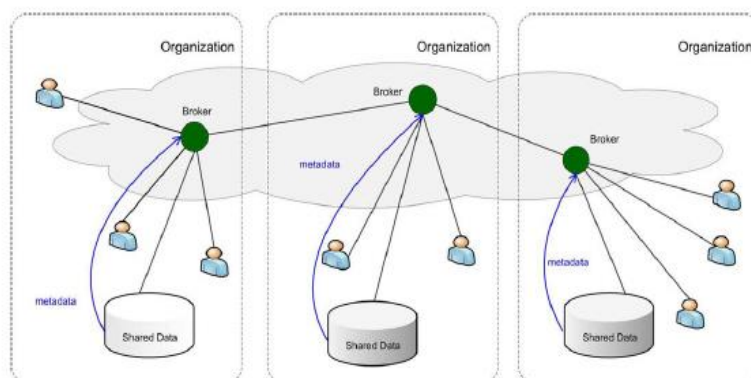 Organization
Organization
Organization
Broker
Broker
Broker
metadata
metadata
metadata
Shared Data
Shared Data
Shared Data